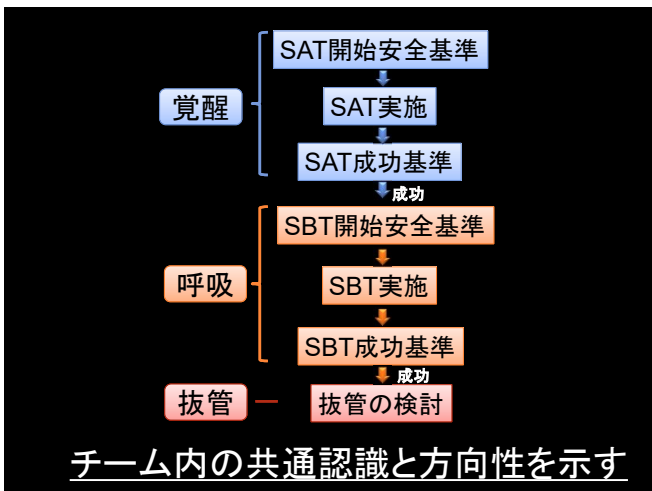 SAT開始安全基準
覚醒
SAT実施
SAT成功基準
成功
SBT開始安全基準
呼吸
SBT実施
SBT成功基準
成功
抜管
抜管の検討
チーム内の共通認識と方向性を示す